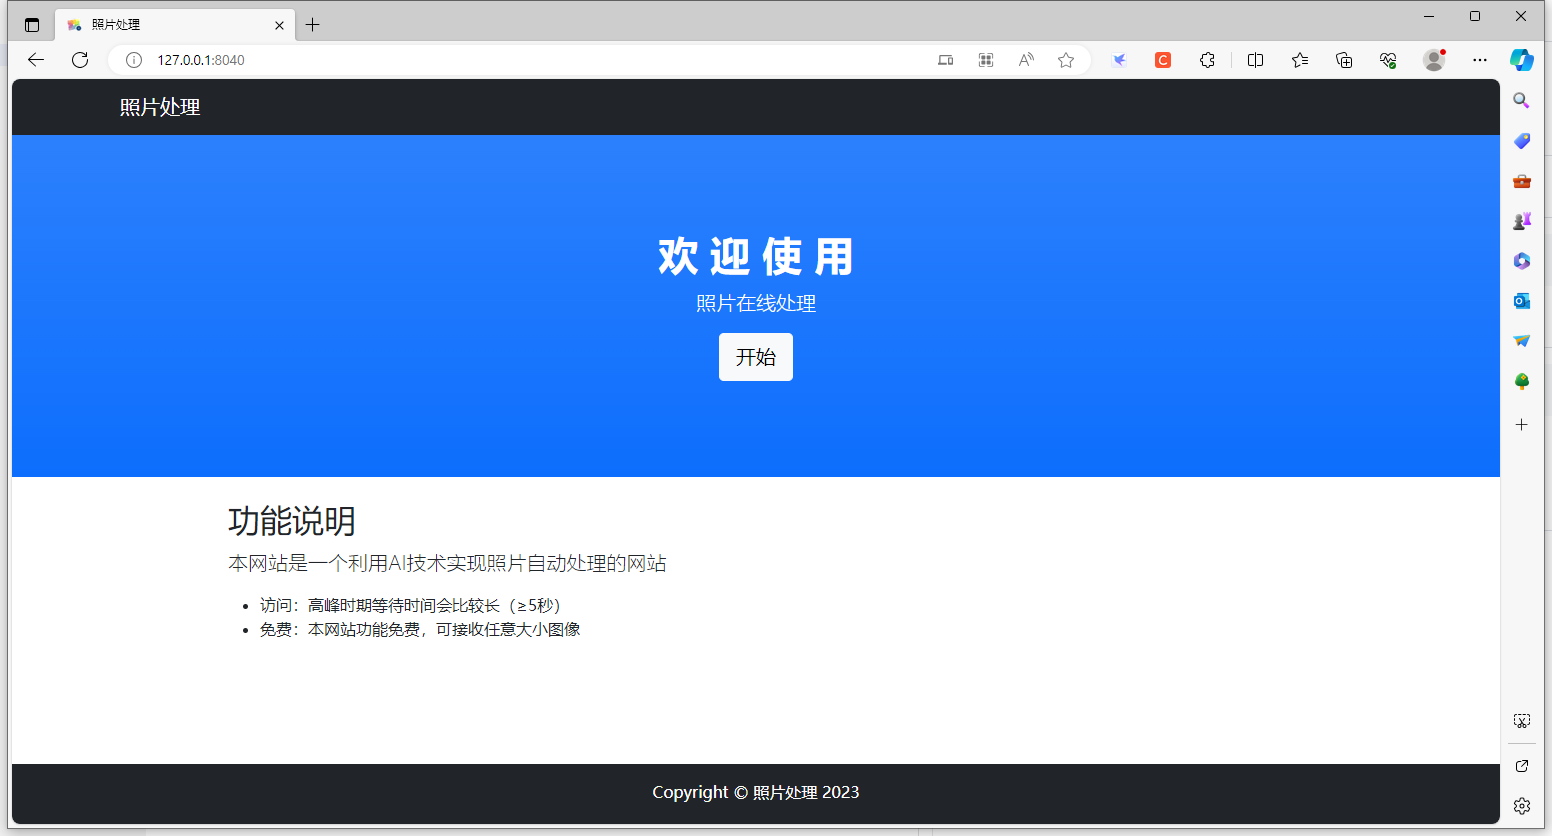 照片处理
127.0.0.1:8040
照片处理
欢 迎 使 用
照片在线处理
开始
功能说明
本网站是一个利用AI技术实现照片自动处理的网站
• 访问：高峰时期等待时间会比较长（≥5秒）
• 免费：本网站功能免费，可接收任意大小图像
Copyright © 照片处理 2023